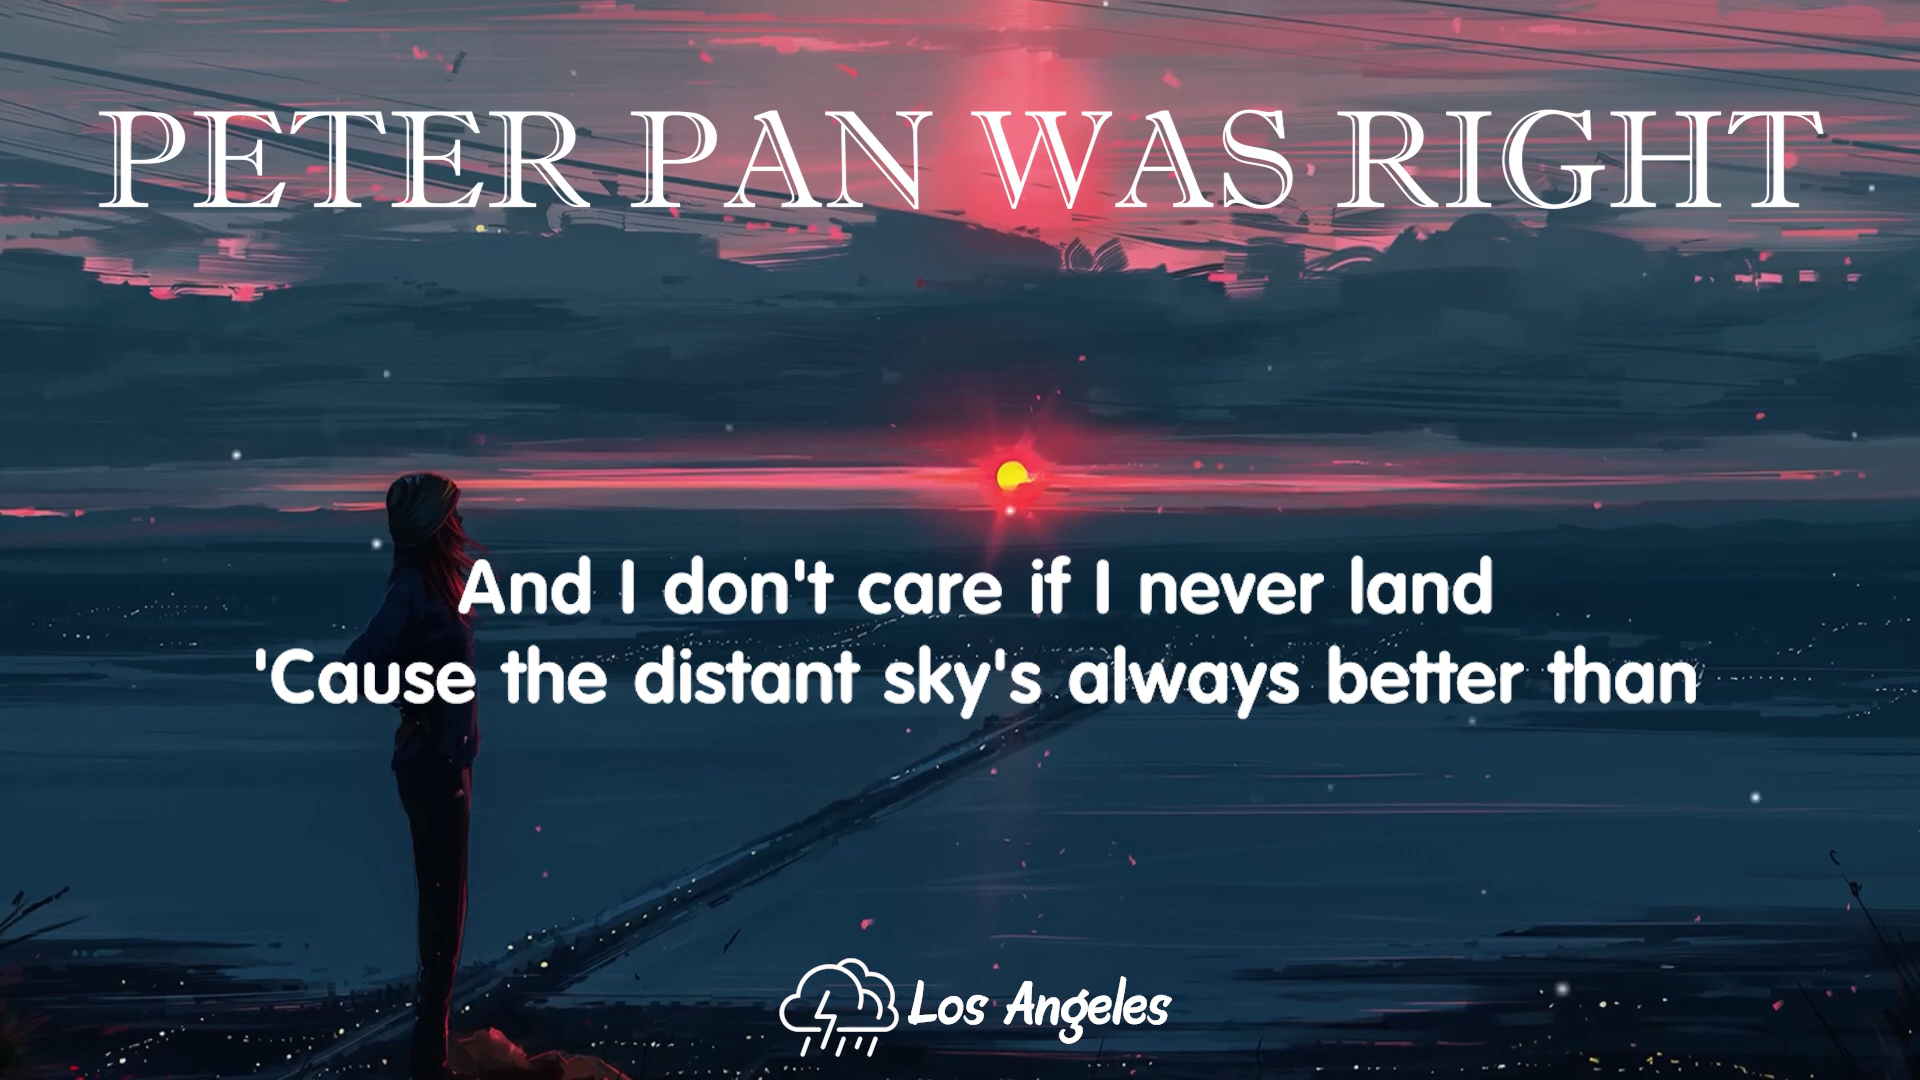 PETER PAN WAS RIGHT
And I don't care if I never land
'Cause the distant sky's always better than
Los Angeles